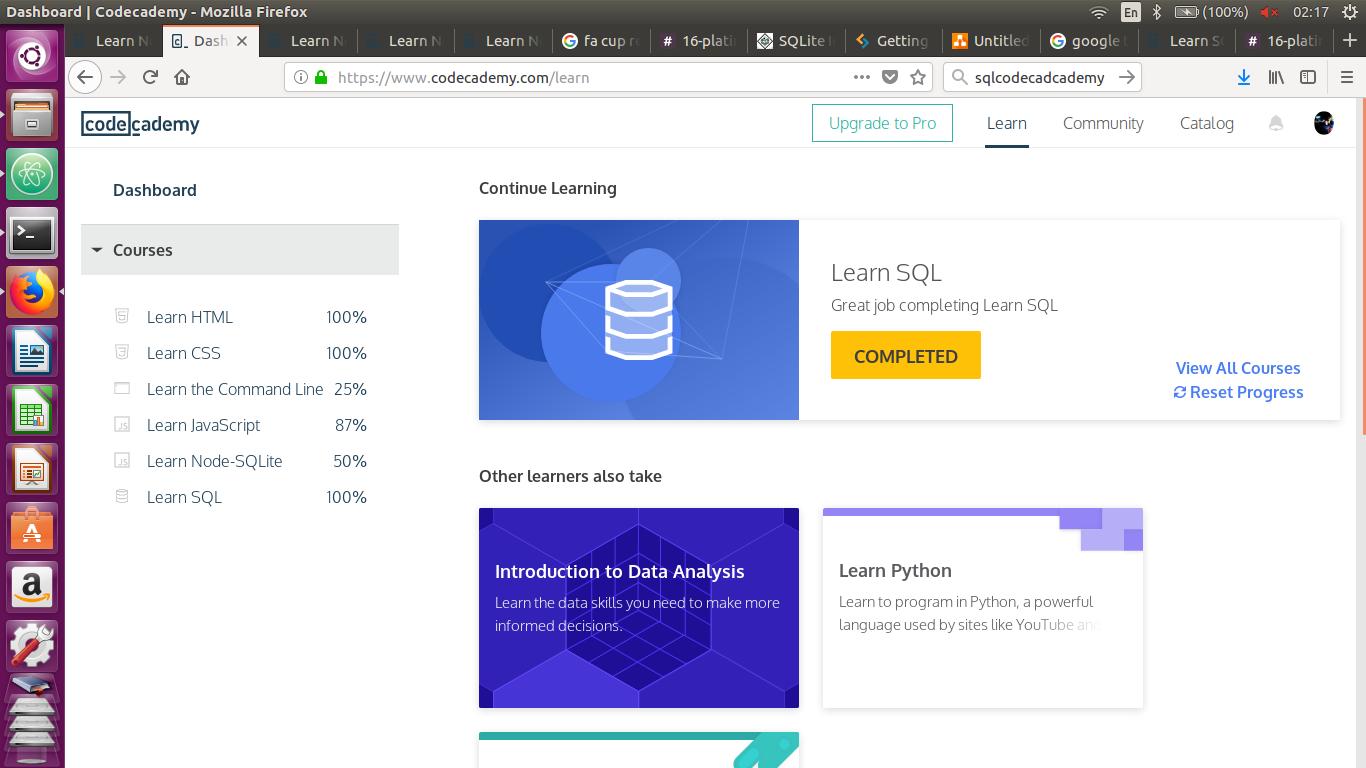 Dashboard | Codecademy - Mozilla Firefox
En
(100%)
02:17
Learn N
Dash
Learn N
Learn N
Learn N
fa cup r
16-plati
SQLite
Getting
Untitled
google
Learn S
16-plati
https://www.codecademy.com/learn
sqlcodecadcademy
codecademy
Upgrade to Pro
Learn
Community
Catalog
Dashboard
Courses
Learn HTML 100%
Learn CSS 100%
Learn the Command Line 25%
Learn JavaScript 87%
Learn Node-SQLite 50%
Learn SQL 100%
Continue Learning
Learn SQL
Great job completing Learn SQL
COMPLETED
View All Courses
Reset Progress
Other learners also take
Introduction to Data Analysis
Learn the data skills you need to make more
informed decisions.
Learn Python
Learn to program in Python, a powerful
language used by sites like YouTube and